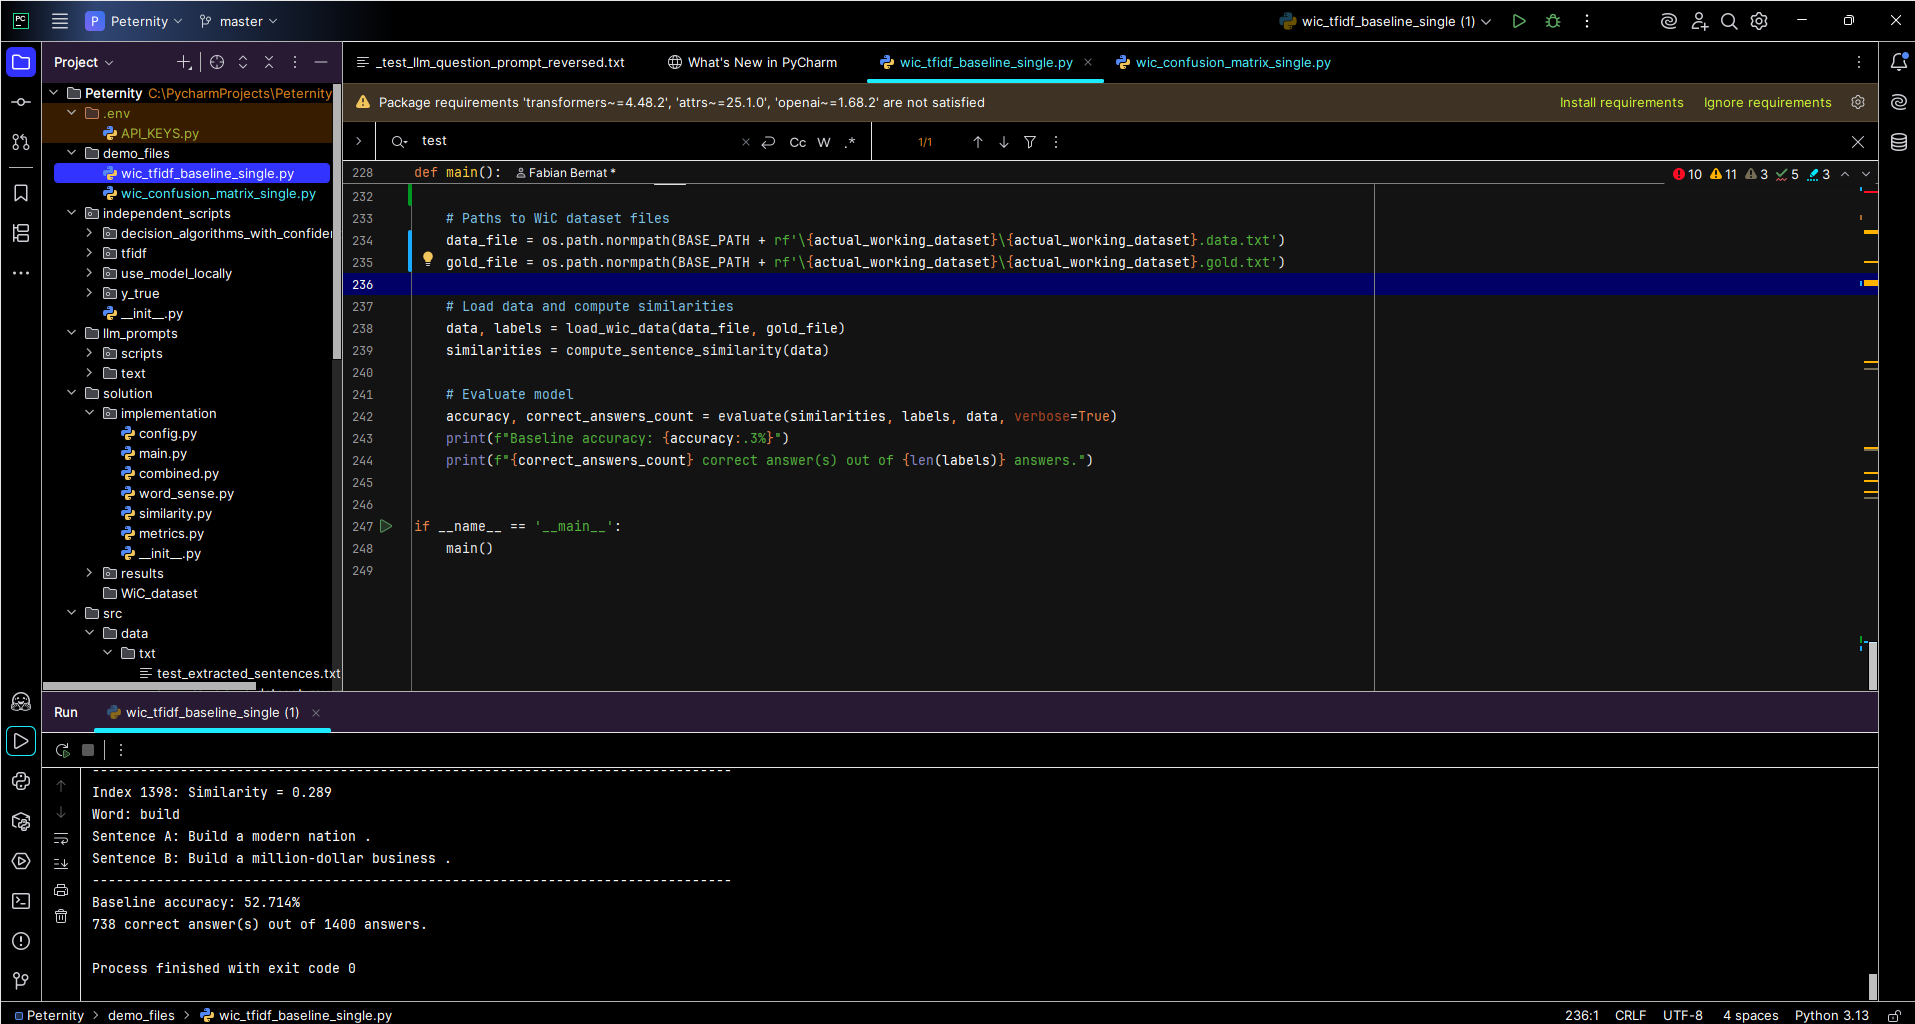 PC P Peternity master wic_tfidf_baseline_single (1)
Project
Peternity C:\PycharmProjects\Peternity
.env
API_KEYS.py
demo_files
wic_tfidf_baseline_single.py
wic_confusion_matrix_single.py
independent_scripts
decision_algorithms_with_confider
tfidf
use_model_locally
y_true
__init__.py
llm_prompts
scripts
text
solution
implementation
config.py
main.py
combined.py
word_sense.py
similarity.py
metrics.py
__init__.py
results
WiC_dataset
src
data
txt
test_extracted_sentences.txt
_test_llm_question_prompt_reversed.txt What's New in PyCharm wic_tfidf_baseline_single.py wic_confusion_matrix_single.py
Package requirements 'transformers~=4.48.2', 'attrs~=25.1.0', 'openai~=1.68.2' are not satisfied Install requirements Ignore requirements
test Cc W .* 1/1
228 def main(): Fabian Bernat * 10 11 3 5 3
232
233 # Paths to WiC dataset files
234 data_file = os.path.normpath(BASE_PATH + rf'\{actual_working_dataset}\{actual_working_dataset}.data.txt')
235 gold_file = os.path.normpath(BASE_PATH + rf'\{actual_working_dataset}\{actual_working_dataset}.gold.txt')
236
237 # Load data and compute similarities
238 data, labels = load_wic_data(data_file, gold_file)
239 similarities = compute_sentence_similarity(data)
240
241 # Evaluate model
242 accuracy, correct_answers_count = evaluate(similarities, labels, data, verbose=True)
243 print(f"Baseline accuracy: {accuracy:.3%}")
244 print(f"{correct_answers_count} correct answer(s) out of {len(labels)} answers.")
245
246
247 if __name__ == '__main__':
248 main()
249
Run wic_tfidf_baseline_single (1)
--------------------------------------------------------------------------------
Index 1398: Similarity = 0.289
Word: build
Sentence A: Build a modern nation .
Sentence B: Build a million-dollar business .
--------------------------------------------------------------------------------
Baseline accuracy: 52.714%
738 correct answer(s) out of 1400 answers.
Process finished with exit code 0
Peternity > demo_files > wic_tfidf_baseline_single.py 236:1 CRLF UTF-8 4 spaces Python 3.13